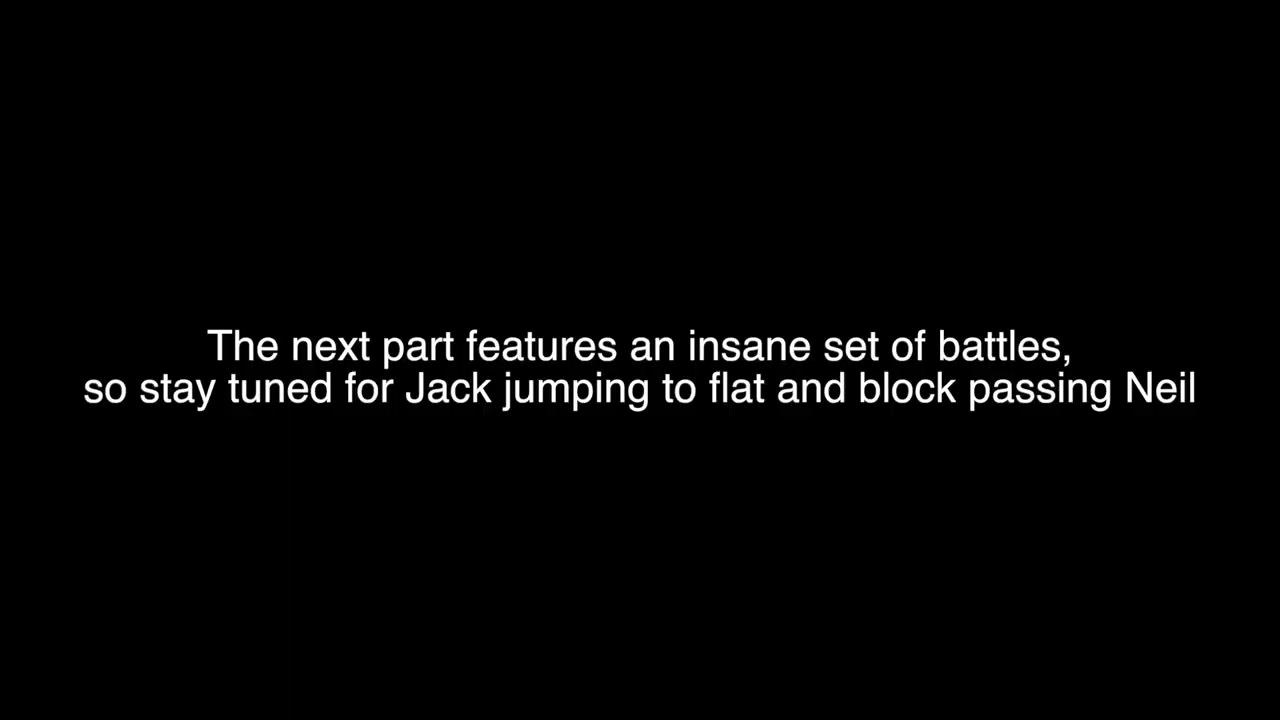 The next part features an insane set of battles,
so stay tuned for Jack jumping to flat and block passing Neil